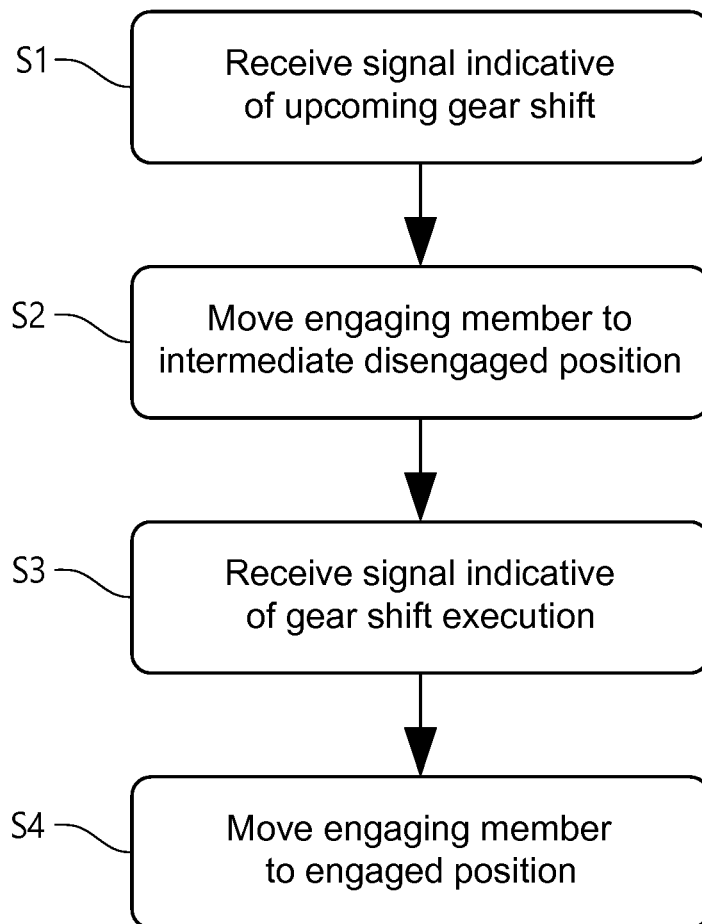 S1
Receive signal indicative
of upcoming gear shift
S2
Move engaging member to
intermediate disengaged position
S3
Receive signal indicative
of gear shift execution
S4
Move engaging member
to engaged position